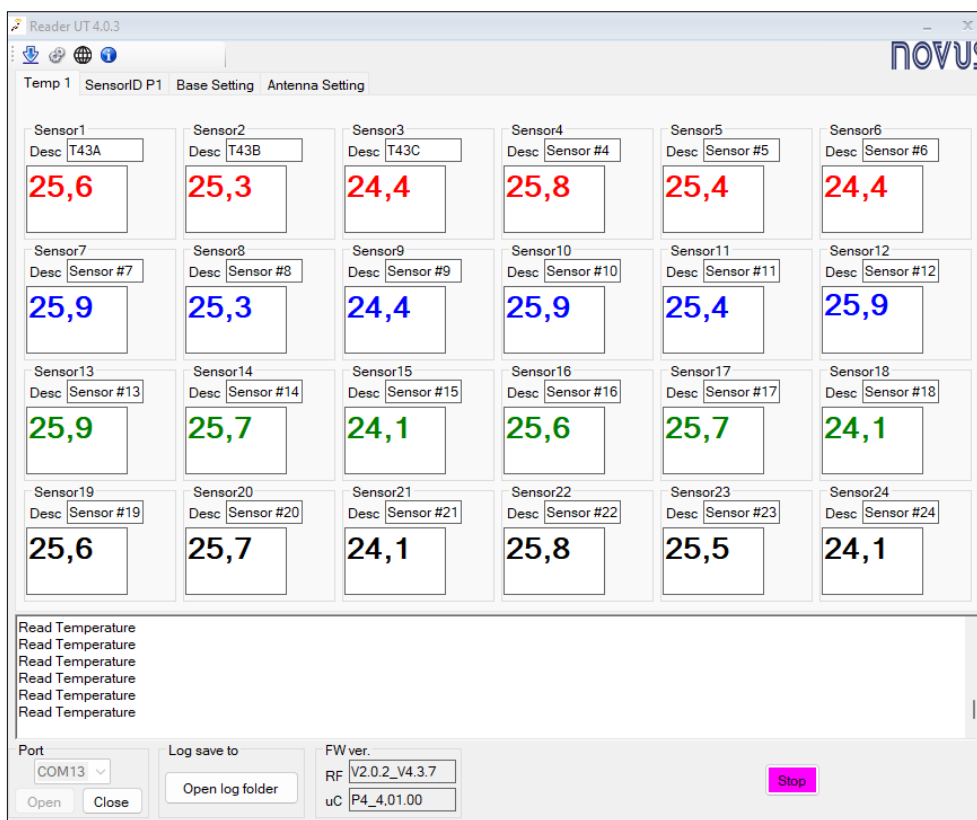 Reader UT 4.0.3
novus
Temp 1 SensorID P1 Base Setting Antenna Setting
Sensor1 Sensor2 Sensor3 Sensor4 Sensor5 Sensor6
Desc T43A Desc T43B Desc T43C Desc Sensor #4 Desc Sensor #5 Desc Sensor #6
25,6 25,3 24,4 25,8 25,4 24,4
Sensor7 Sensor8 Sensor9 Sensor10 Sensor11 Sensor12
Desc Sensor #7 Desc Sensor #8 Desc Sensor #9 Desc Sensor #10 Desc Sensor #11 Desc Sensor #12
25,9 25,3 24,4 25,9 25,4 25,9
Sensor13 Sensor14 Sensor15 Sensor16 Sensor17 Sensor18
Desc Sensor #13 Desc Sensor #14 Desc Sensor #15 Desc Sensor #16 Desc Sensor #17 Desc Sensor #18
25,9 25,7 24,1 25,6 25,7 24,1
Sensor19 Sensor20 Sensor21 Sensor22 Sensor23 Sensor24
Desc Sensor #19 Desc Sensor #20 Desc Sensor #21 Desc Sensor #22 Desc Sensor #23 Desc Sensor #24
25,6 25,7 24,1 25,8 25,5 24,1
Read Temperature
Read Temperature
Read Temperature
Read Temperature
Read Temperature
Read Temperature
Port Log save to FW ver.
COM13 RF V2.0.2_V4.3.7
Open Close Open log folder uC P4_4,01.00
Stop